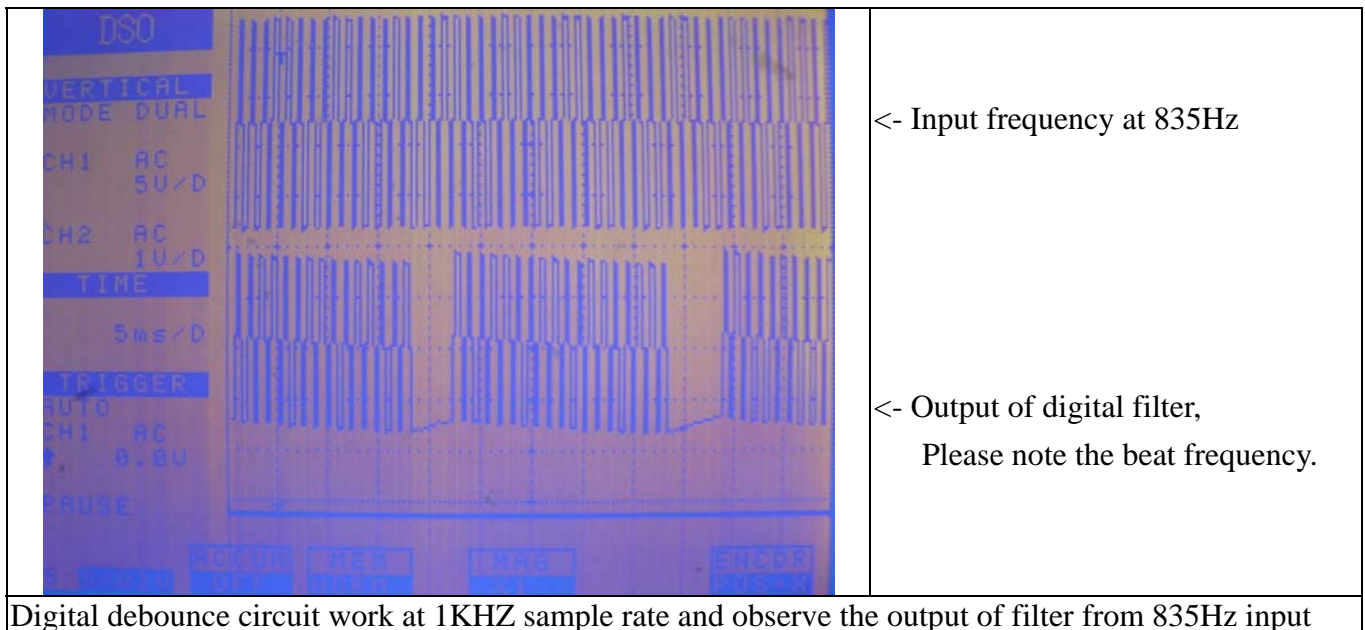 DSO
VERTICAL
MODE DUAL
CH1 AC
5V/D
CH2 AC
1V/D
TIME
5ms/D
TRIGGER
AUTO
CH1 AC
0.0V
PAUSE
MEM
MAG
ENCDR
POS-X
<- Input frequency at 835Hz
<- Output of digital filter,
Please note the beat frequency.
Digital debounce circuit work at 1KHZ sample rate and observe the output of filter from 835Hz input